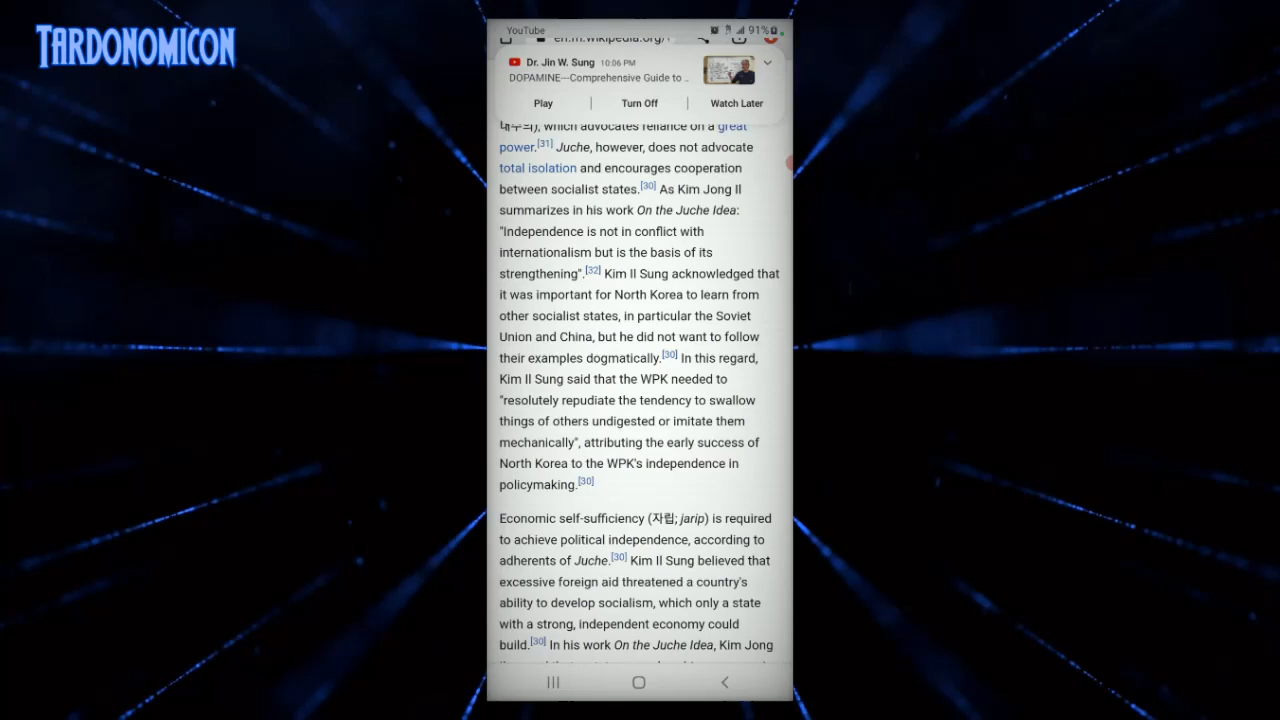 TARDONOMICON
YouTube 91%
en.m.wikipedia.org/
Dr. Jin W. Sung 10:06 PM
DOPAMINE---Comprehensive Guide to ..
Play | Turn Off | Watch Later
내주의), which advocates reliance on a great
power.[31] Juche, however, does not advocate
total isolation and encourages cooperation
between socialist states.[30] As Kim Jong Il
summarizes in his work On the Juche Idea:
"Independence is not in conflict with
internationalism but is the basis of its
strengthening".[32] Kim Il Sung acknowledged that
it was important for North Korea to learn from
other socialist states, in particular the Soviet
Union and China, but he did not want to follow
their examples dogmatically.[30] In this regard,
Kim Il Sung said that the WPK needed to
"resolutely repudiate the tendency to swallow
things of others undigested or imitate them
mechanically", attributing the early success of
North Korea to the WPK's independence in
policymaking.[30]
Economic self-sufficiency (자립; jarip) is required
to achieve political independence, according to
adherents of Juche.[30] Kim Il Sung believed that
excessive foreign aid threatened a country's
ability to develop socialism, which only a state
with a strong, independent economy could
build.[30] In his work On the Juche Idea, Kim Jong